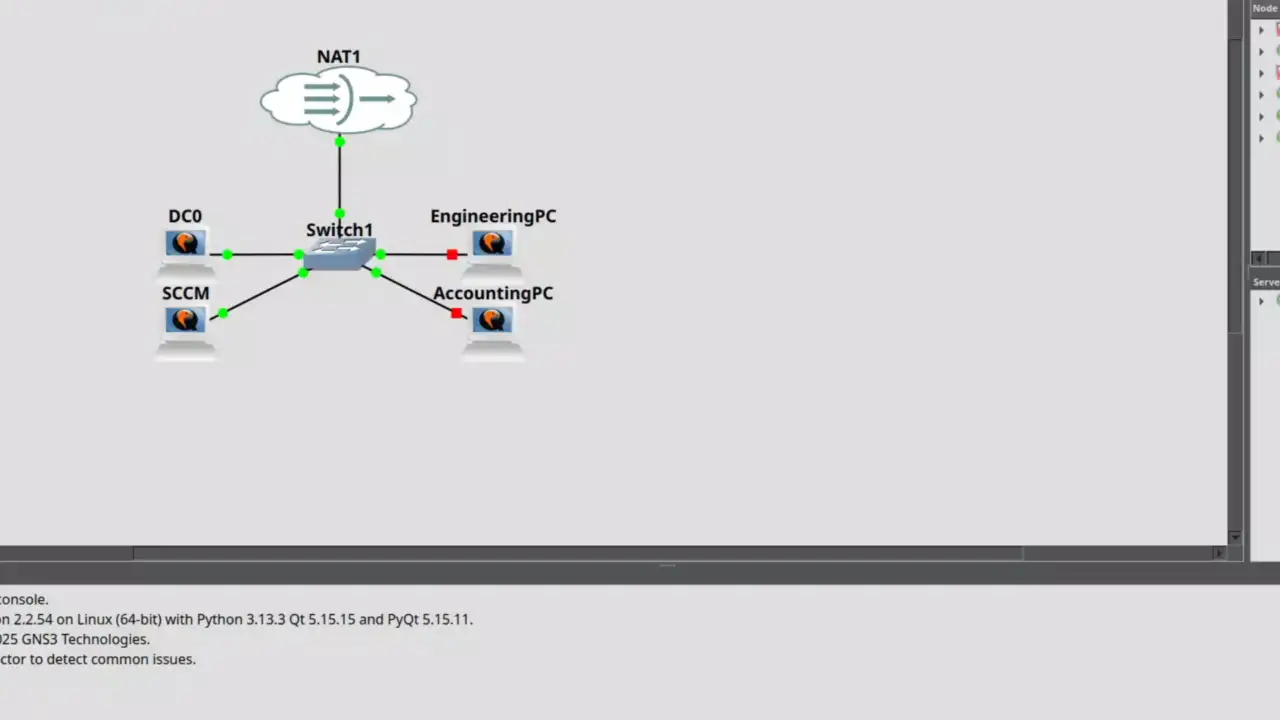 Node
NAT1
DC0
EngineeringPC
Switch1
SCCM
AccountingPC
Serve
console.
on 2.2.54 on Linux (64-bit) with Python 3.13.3 Qt 5.15.15 and PyQt 5.15.11.
025 GNS3 Technologies.
ctor to detect common issues.